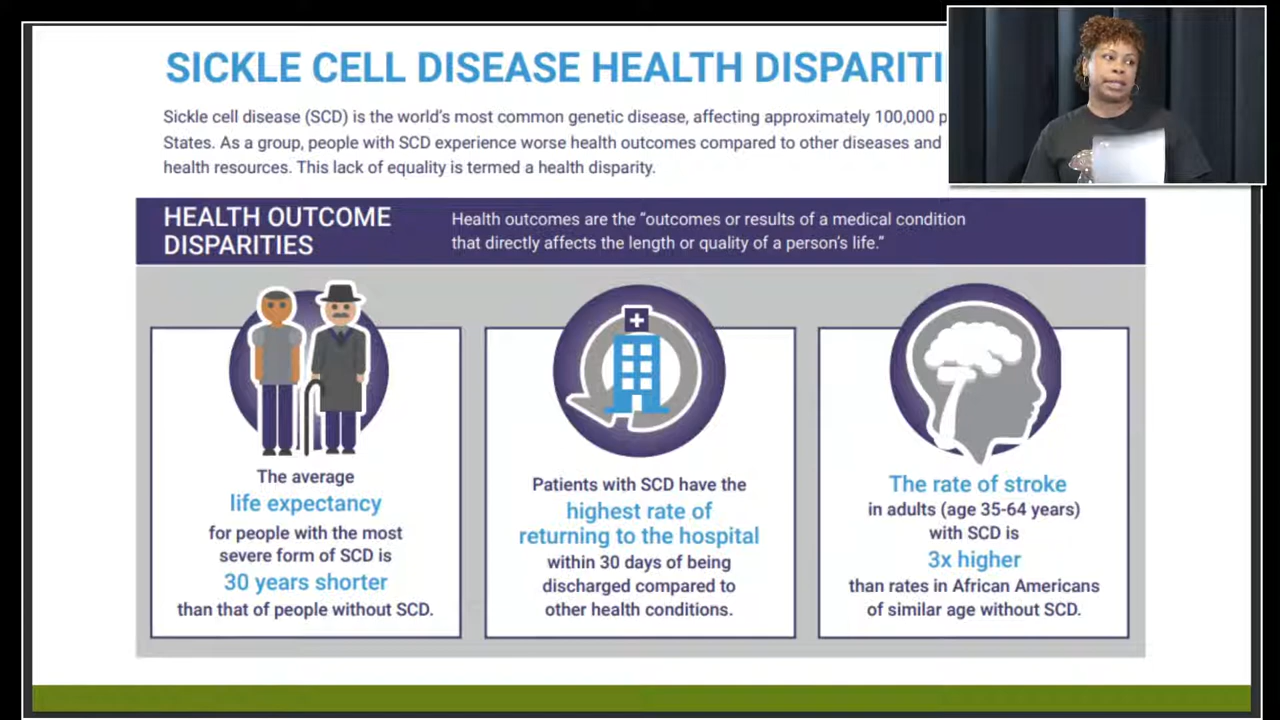 SICKLE CELL DISEASE HEALTH DISPARITI
Sickle cell disease (SCD) is the world's most common genetic disease, affecting approximately 100,000 p
States. As a group, people with SCD experience worse health outcomes compared to other diseases and
health resources. This lack of equality is termed a health disparity.
HEALTH OUTCOME
DISPARITIES
Health outcomes are the "outcomes or results of a medical condition
that directly affects the length or quality of a person's life."
The average
life expectancy
for people with the most
severe form of SCD is
30 years shorter
than that of people without SCD.
Patients with SCD have the
highest rate of
returning to the hospital
within 30 days of being
discharged compared to
other health conditions.
The rate of stroke
in adults (age 35-64 years)
with SCD is
3x higher
than rates in African Americans
of similar age without SCD.